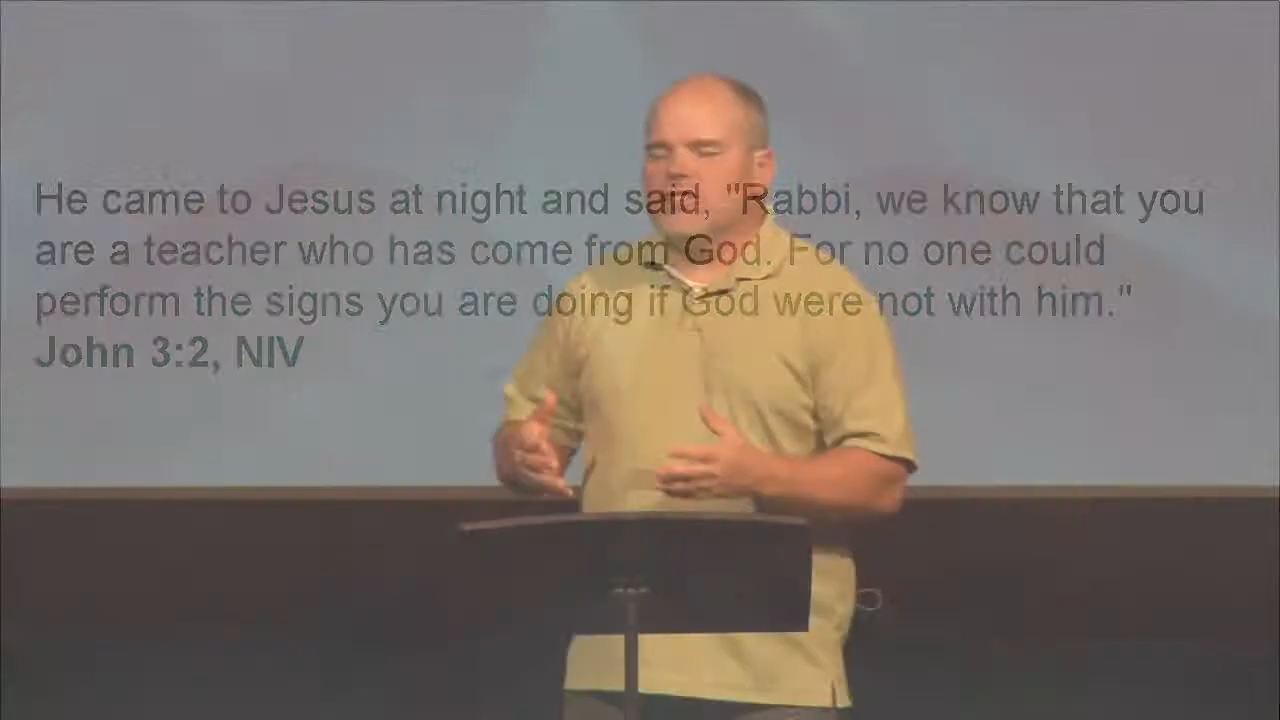 He came to Jesus at night and said, "Rabbi, we know that you
are a teacher who has come from God. For no one could
perform the signs you are doing if God were not with him."
John 3:2, NIV